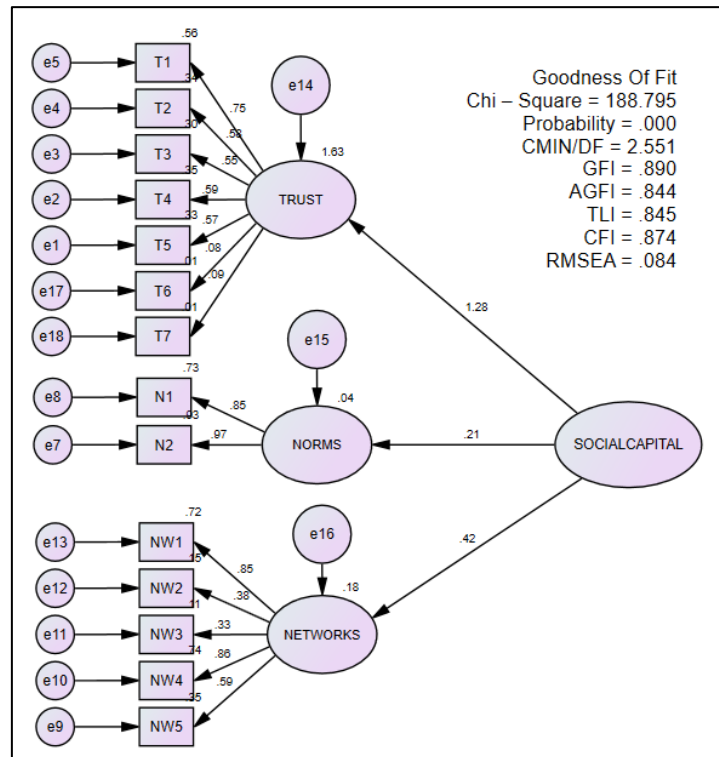 Goodness Of Fit
Chi – Square = 188.795
Probability = .000
CMIN/DF = 2.551
GFI = .890
AGFI = .844
TLI = .845
CFI = .874
RMSEA = .084
.56
e5
T1
.34
e4
T2
.30
e3
T3
.35
e2
T4
.33
e1
T5
.01
e17
T6
.01
e18
T7
.75
.58
.55
.59
.57
.08
.09
e14
1.63
TRUST
1.28
.73
e8
N1
.93
e7
N2
.85
.97
e15
.04
NORMS
.21
SOCIALCAPITAL
.42
.72
e13
NW1
.15
e12
NW2
.11
e11
NW3
.74
e10
NW4
.35
e9
NW5
.85
.38
.33
.86
.59
e16
.18
NETWORKS